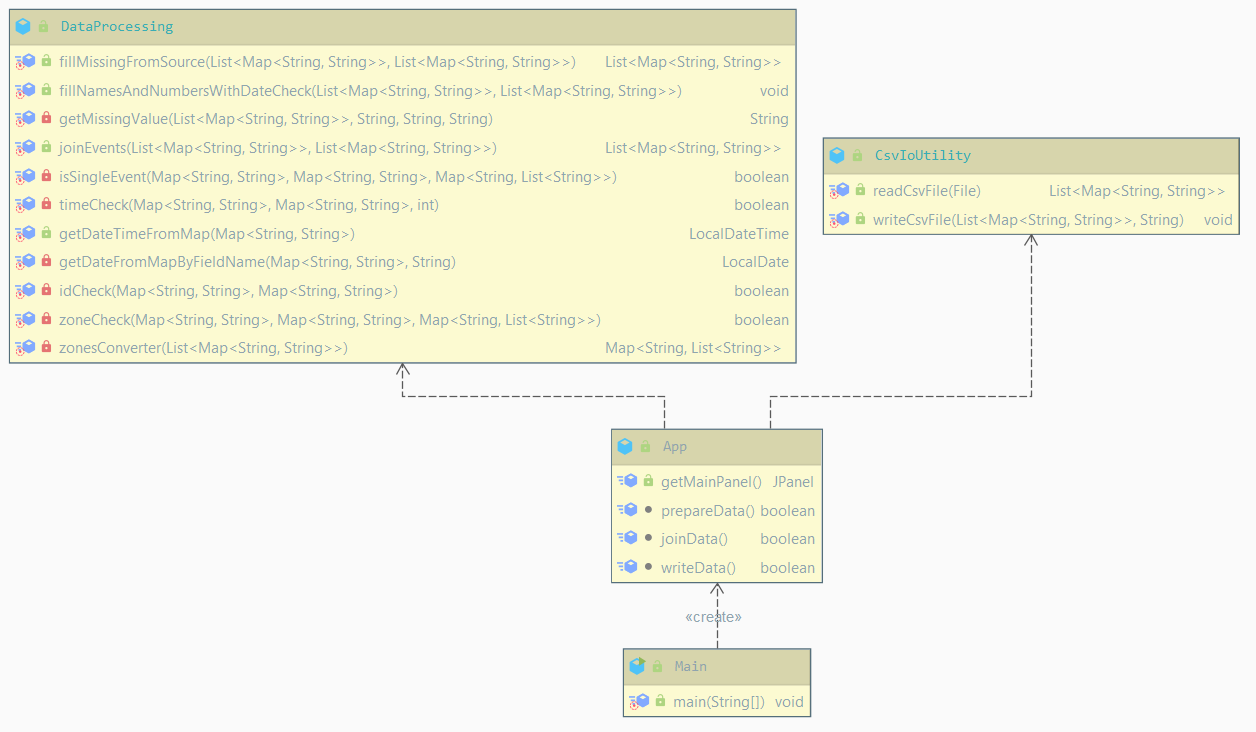 DataProcessing
fillMissingFromSource(List<Map<String, String>>, List<Map<String, String>>) List<Map<String, String>>
fillNamesAndNumbersWithDateCheck(List<Map<String, String>>, List<Map<String, String>>) void
getMissingValue(List<Map<String, String>>, String, String, String) String
joinEvents(List<Map<String, String>>, List<Map<String, String>>) List<Map<String, String>>
isSingleEvent(Map<String, String>, Map<String, String>, Map<String, List<String>>) boolean
timeCheck(Map<String, String>, Map<String, String>, int) boolean
getDateTimeFromMap(Map<String, String>) LocalDateTime
getDateFromMapByFieldName(Map<String, String>, String) LocalDate
idCheck(Map<String, String>, Map<String, String>) boolean
zoneCheck(Map<String, String>, Map<String, String>, Map<String, List<String>>) boolean
zonesConverter(List<Map<String, String>>) Map<String, List<String>>
CsvIoUtility
readCsvFile(File) List<Map<String, String>>
writeCsvFile(List<Map<String, String>>, String) void
App
getMainPanel() JPanel
prepareData() boolean
joinData() boolean
writeData() boolean
«create»
Main
main(String[]) void